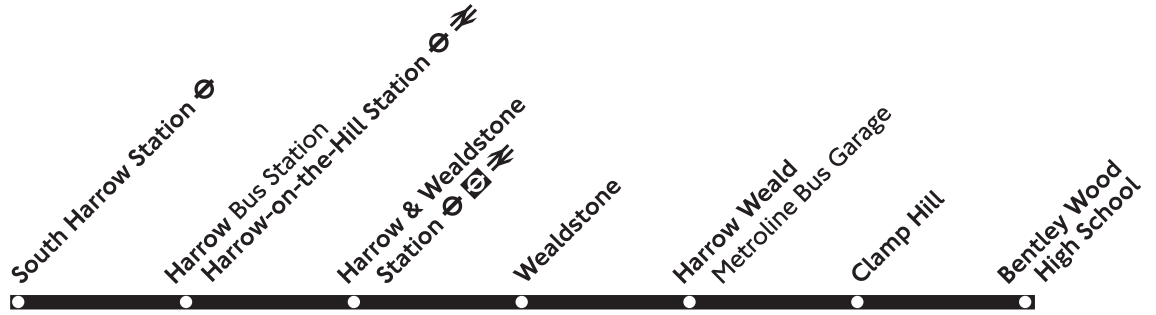 South Harrow Station
Harrow Bus Station
Harrow-on-the-Hill Station
Harrow & Wealdstone
Station
Wealdstone
Harrow Weald
Metroline Bus Garage
Clamp Hill
Bentley Wood
High School